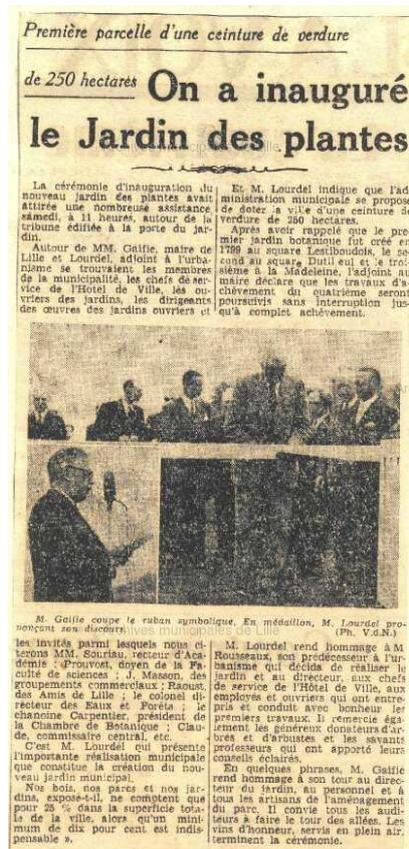 Première parcelle d'une ceinture de verdure
de 250 hectares
On a inauguré
le Jardin des plantes
La cérémonie d'inauguration du
nouveau jardin des plantes avait
attirée une nombreuse assistance
samedi, à 11 heures, autour de la
tribune édifiée à la porte du jar-
din.
Autour de MM. Gaifie, maire de
Lille et Lourdel, adjoint à l'urba-
nisme se trouvaient les membres
de la municipalité, les chefs de ser-
vice de l'Hôtel de Ville, les ou-
vriers des jardins, les dirigeants
des œuvres des jardins ouvriers et
les invités parmi lesquels nous ci-
terons MM. Souriau, recteur d'Aca-
démie ; Prouvost, doyen de la Fa-
culté de sciences ; J. Masson, des
groupements commerciaux ; Raoust,
des Amis de Lille ; le colonel di-
recteur des Eaux et Forêts ; le
chanoine Carpentier, président de
la Chambre de Botanique ; Clau-
de, commissaire central, etc.
C'est M. Lourdel qui présente
l'importante réalisation municipale
que constitue la création du nou-
veau jardin municipal.
Nos bois, nos parcs et nos jar-
dins, expose-t-il, ne comptent que
pour 25 % dans la superficie tota-
le de la ville, alors qu'un mini-
mum de dix pour cent est indis-
pensable ».
Et M. Lourdel indique que l'ad
ministration municipale se propose
de doter la ville d'une ceinture de
verdure de 250 hectares.
Après avoir rappelé que le pre-
mier jardin botanique fut créé en
1799 au square Lestiboudois, le se-
cond au square Dutilleul et le troi-
sième à la Madeleine, l'adjoint au
maire déclare que les travaux d'a-
chèvement du quatrième seront
poursuivis sans interruption jus-
qu'à complet achèvement.
M. Gaifie coupe le ruban symbolique. En médaillon, M. Lourdel pro-
nonçant son discours.
(Ph. V.d.N.)
M. Lourdel rend hommage à M
Rousseaux, son prédécesseur à l'ur-
banisme qui décida de réaliser le
jardin et au directeur, aux chefs
de service de l'Hôtel de Ville, aux
employés et ouvriers qui ont entre
pris et conduit avec bonheur les
premiers travaux. Il remercie éga-
lement les généreux donateurs d'ar-
bres et d'arbustes et les savants
professeurs qui ont apporté leurs
conseils éclairés.
En quelques phrases, M. Gaifie
rend hommage à son tour au direc-
teur du jardin, au personnel et à
tous les artisans de l'aménagement
du parc. Il convie tous les audi-
teurs à faire le tour des allées. Les
vins d'honneur, servis en plein air,
terminent la cérémonie.
archives municipales de Lille